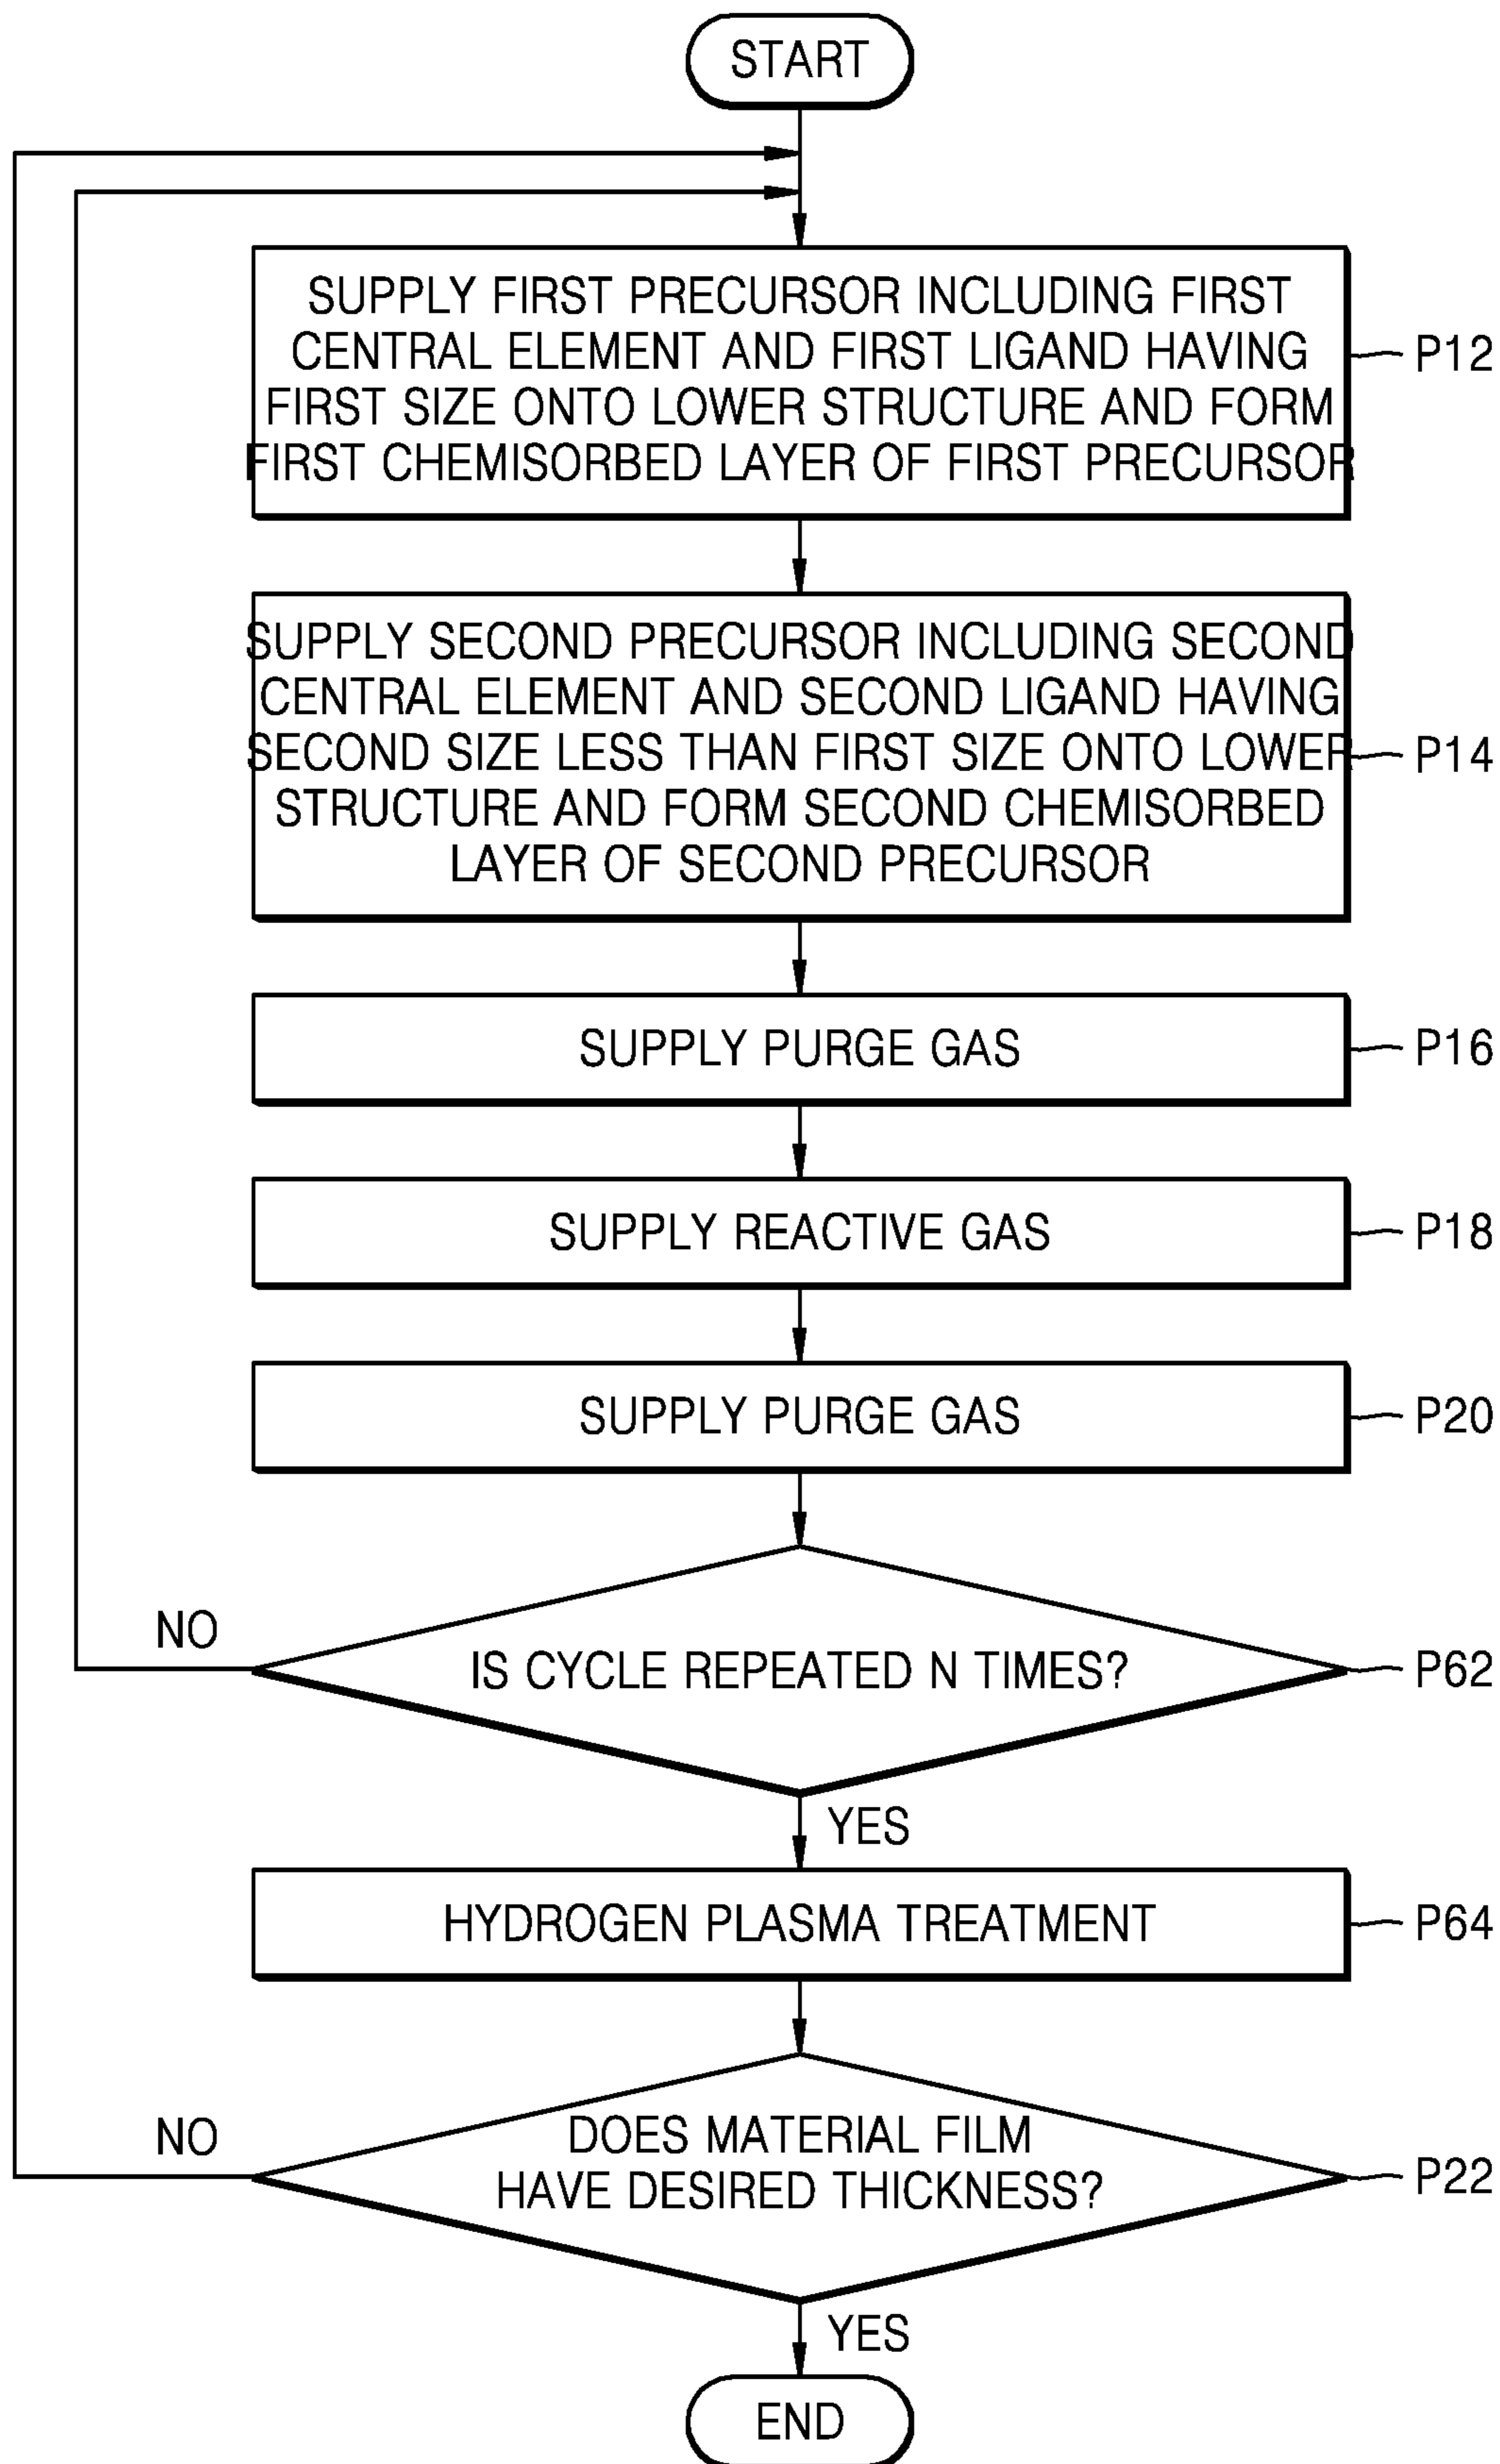 START
SUPPLY FIRST PRECURSOR INCLUDING FIRST
CENTRAL ELEMENT AND FIRST LIGAND HAVING
FIRST SIZE ONTO LOWER STRUCTURE AND FORM
FIRST CHEMISORBED LAYER OF FIRST PRECURSOR
P12
SUPPLY SECOND PRECURSOR INCLUDING SECOND
CENTRAL ELEMENT AND SECOND LIGAND HAVING
SECOND SIZE LESS THAN FIRST SIZE ONTO LOWER
STRUCTURE AND FORM SECOND CHEMISORBED
LAYER OF SECOND PRECURSOR
P14
SUPPLY PURGE GAS
P16
SUPPLY REACTIVE GAS
P18
SUPPLY PURGE GAS
P20
NO
IS CYCLE REPEATED N TIMES?
P62
YES
HYDROGEN PLASMA TREATMENT
P64
NO
DOES MATERIAL FILM
HAVE DESIRED THICKNESS?
P22
YES
END